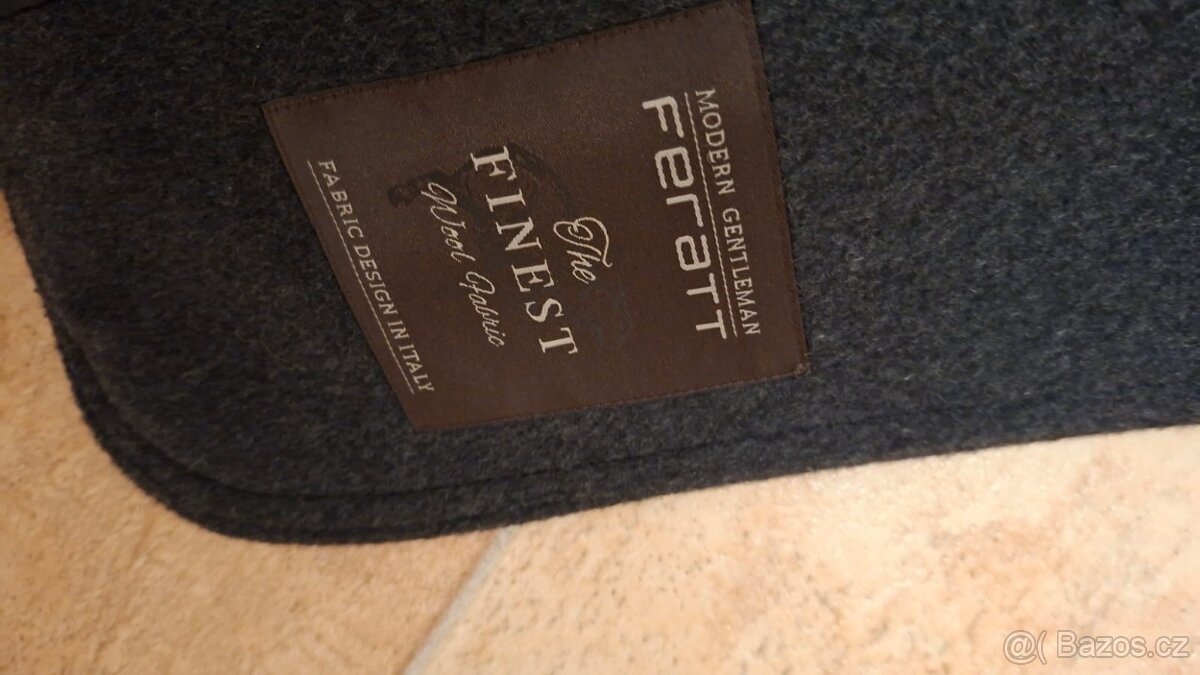 MODERN GENTLEMAN
Feratt
The
FINEST
Wool Fabric
FABRIC DESIGN IN ITALY
@( Bazos.cz